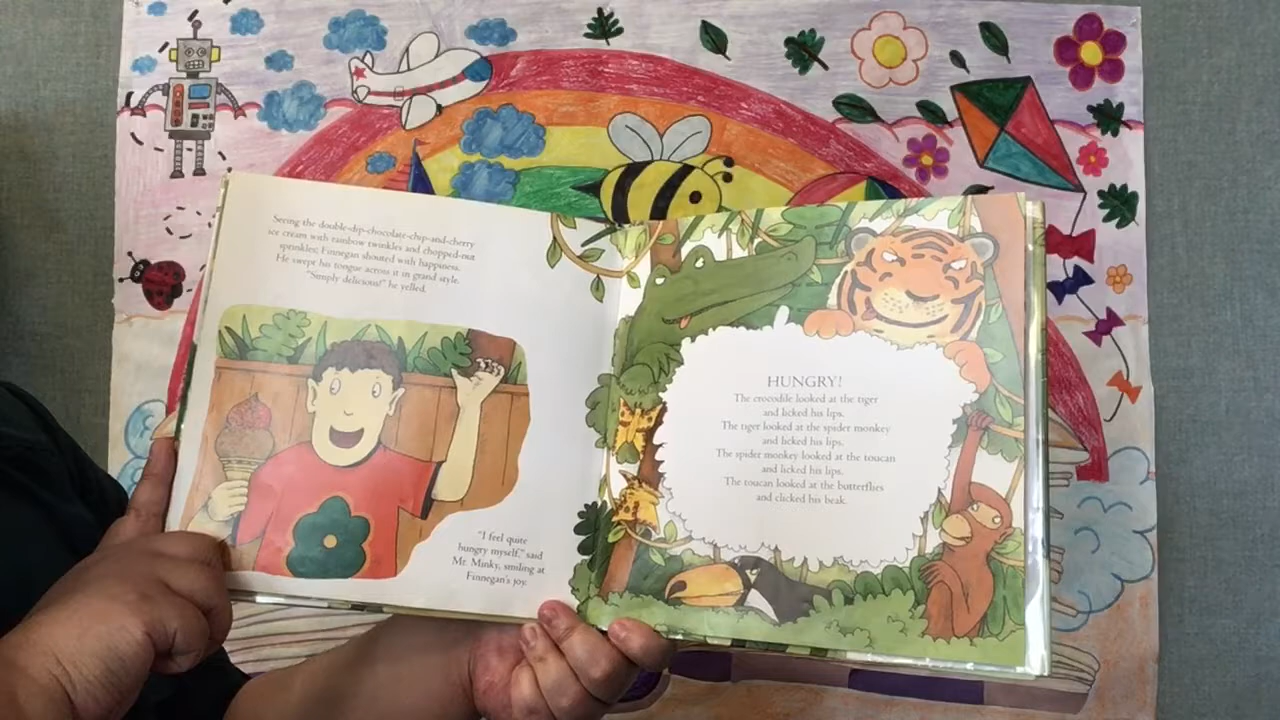 Seeing the double-dip-chocolate-chip-and-cherry
ice cream with rainbow twinkles and chopped-nut
sprinkles, Finnegan shouted with happiness.
He swept his tongue across it in grand style.
"Simply delicious!" he yelled.
"I feel quite
hungry myself," said
Mr. Minky, smiling at
Finnegan's joy.
HUNGRY!
The crocodile looked at the tiger
and licked his lips.
The tiger looked at the spider monkey
and licked his lips.
The spider monkey looked at the toucan
and licked his lips.
The toucan looked at the butterflies
and clicked his beak.